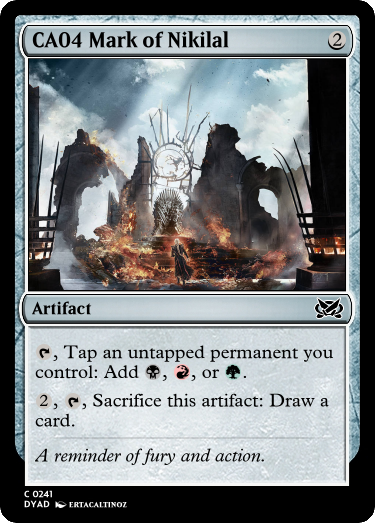 CA04 Mark of Nikilal 2
Artifact
T, Tap an untapped permanent you
control: Add B, R, or G.
2, T, Sacrifice this artifact: Draw a
card.
A reminder of fury and action.
C 0241
DYAD ERTACALTINOZ